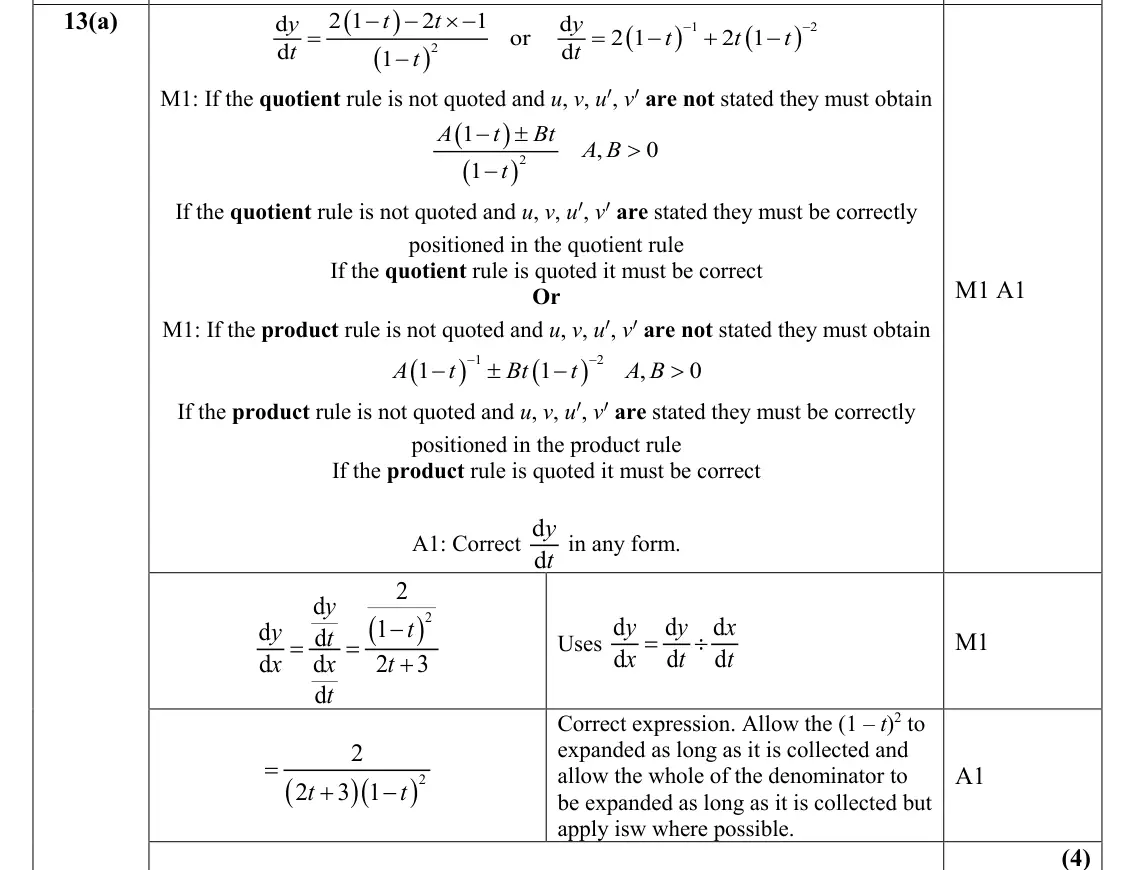 13(a)
dy/dt = (2(1 − t) − 2t × −1)/(1 − t)² or dy/dt = 2(1 − t)⁻¹ + 2t(1 − t)⁻²
M1: If the quotient rule is not quoted and u, v, u′, v′ are not stated they must obtain
(A(1 − t) ± Bt)/(1 − t)² A, B > 0
If the quotient rule is not quoted and u, v, u′, v′ are stated they must be correctly
positioned in the quotient rule
If the quotient rule is quoted it must be correct
Or
M1: If the product rule is not quoted and u, v, u′, v′ are not stated they must obtain
A(1 − t)⁻¹ ± Bt(1 − t)⁻² A, B > 0
If the product rule is not quoted and u, v, u′, v′ are stated they must be correctly
positioned in the product rule
If the product rule is quoted it must be correct
A1: Correct dy/dt in any form.
M1 A1
dy/dx = (dy/dt)/(dx/dt) = (2/(1 − t)²)/(2t + 3)
Uses dy/dx = dy/dt ÷ dx/dt
M1
= 2/((2t + 3)(1 − t)²)
Correct expression. Allow the (1 – t)² to
expanded as long as it is collected and
allow the whole of the denominator to
be expanded as long as it is collected but
apply isw where possible.
A1
(4)